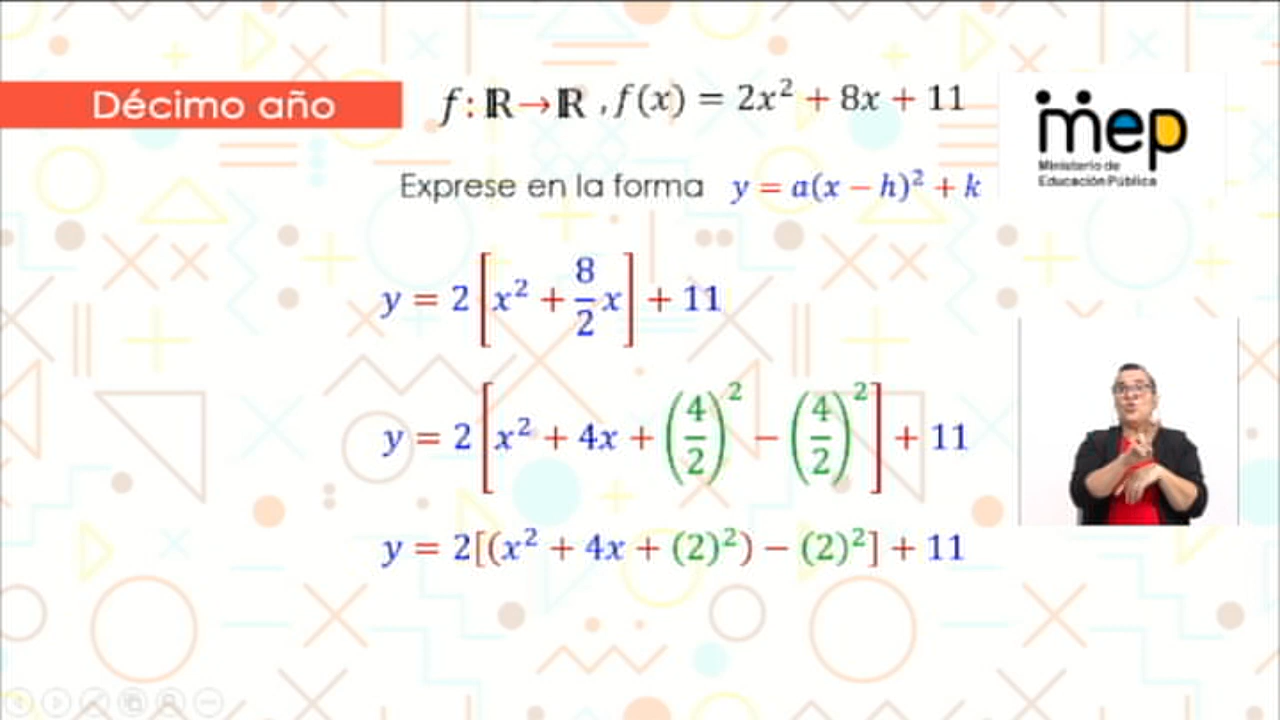 Décimo año
f: ℝ→ℝ , f(x) = 2x² + 8x + 11
mep
Ministerio de
Educación Pública
Exprese en la forma y = a(x − h)² + k
y = 2[x² + 8/2 x] + 11
y = 2[x² + 4x + (4/2)² − (4/2)²] + 11
y = 2[(x² + 4x + (2)²) − (2)²] + 11